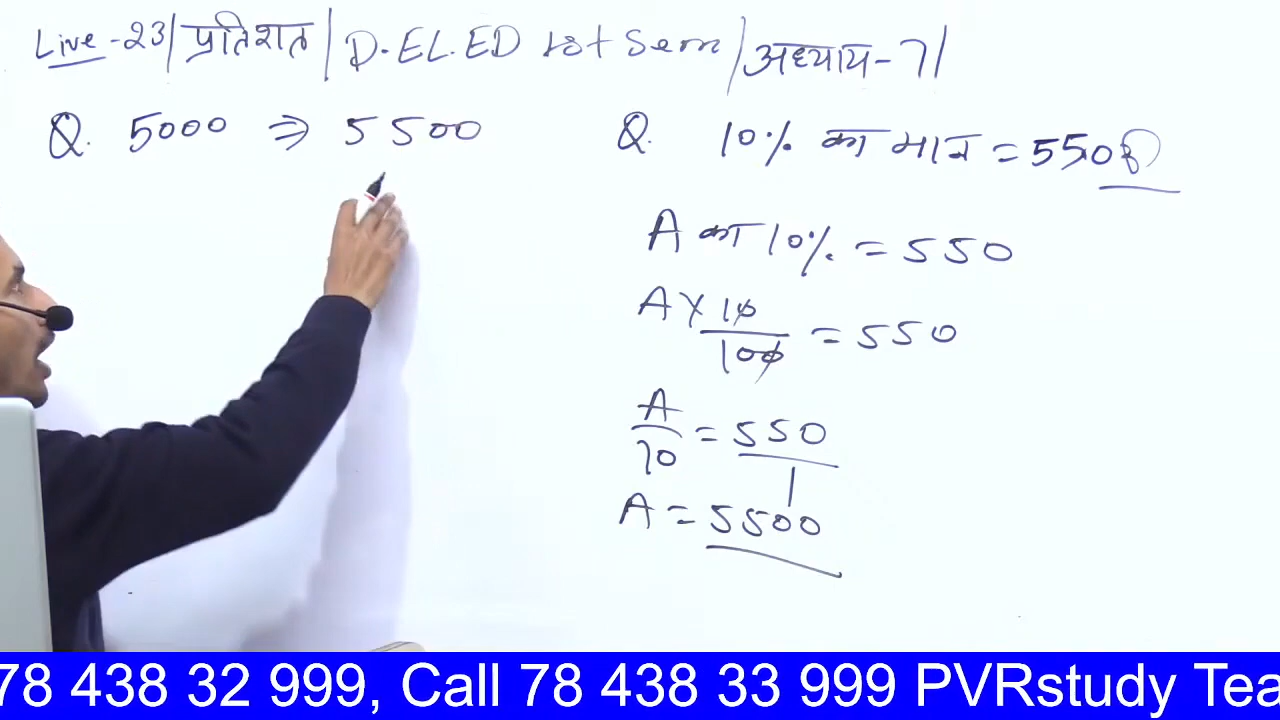 Live-23|प्रतिशत|D.EL.ED 1st Sem|अध्याय-7|
Q. 5000 ⇒ 5500
Q. 10% का मान = 550
A का 10% = 550
A × 10/100 = 550
A/10 = 550
A = 5500
78 438 32 999, Call 78 438 33 999 PVRstudy Tea